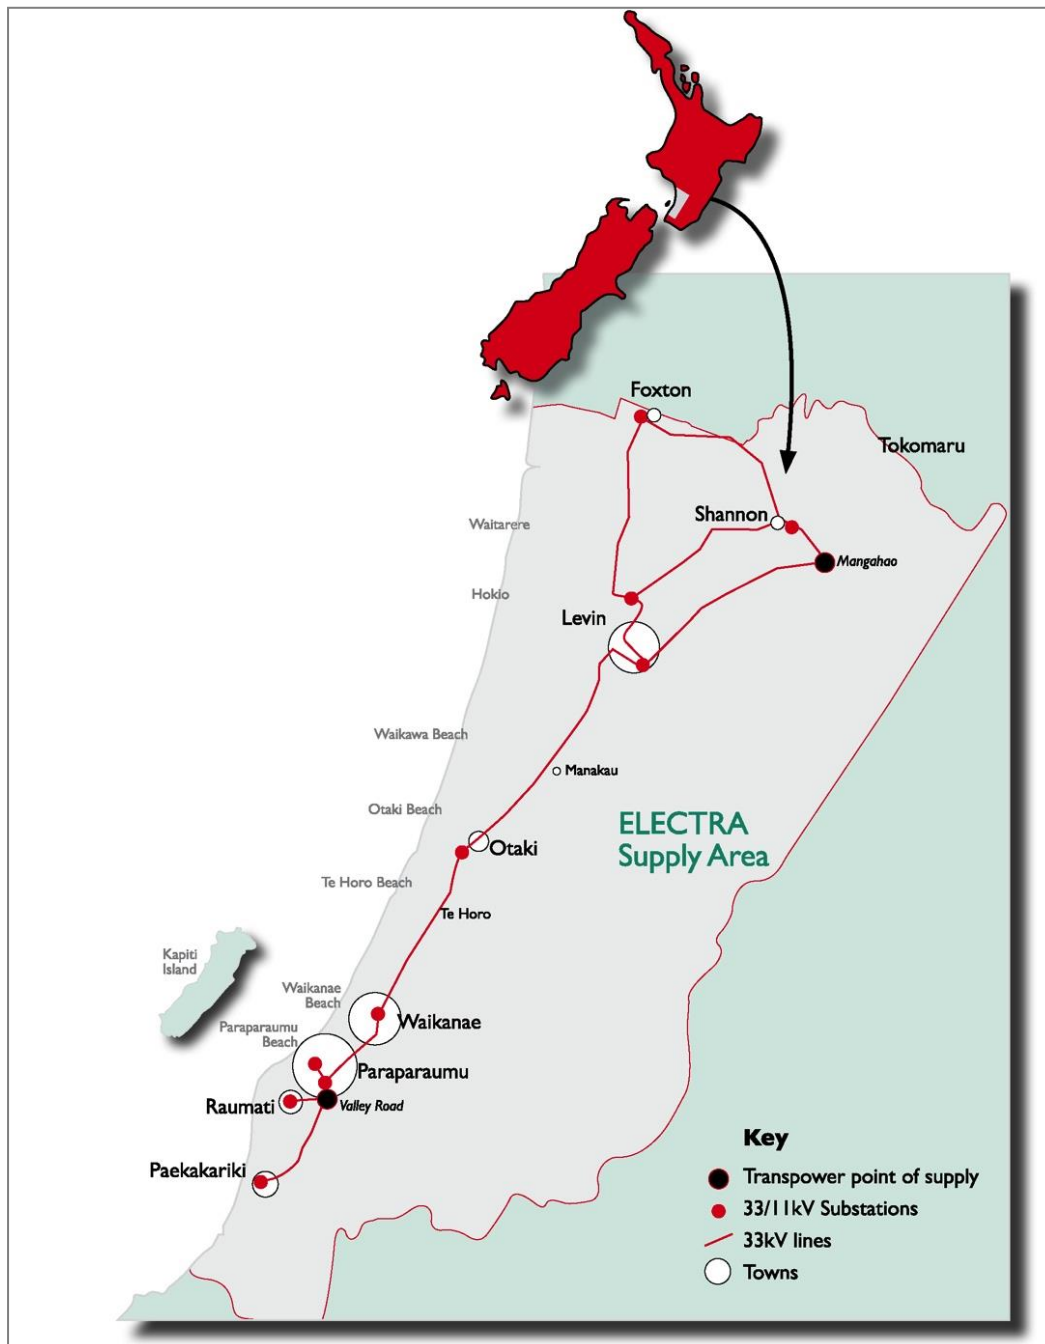 Foxton
Tokomaru
Shannon
Waitarere
Mangahao
Hokio
Levin
Waikawa Beach
Manakau
Otaki Beach
ELECTRA
Supply Area
Otaki
Te Horo Beach
Te Horo
Kapiti
Island
Waikanae
Beach
Waikanae
Paraparaumu
Beach
Paraparaumu
Raumati
Valley Road
Paekakariki
Key
Transpower point of supply
33/11kV Substations
33kV lines
Towns